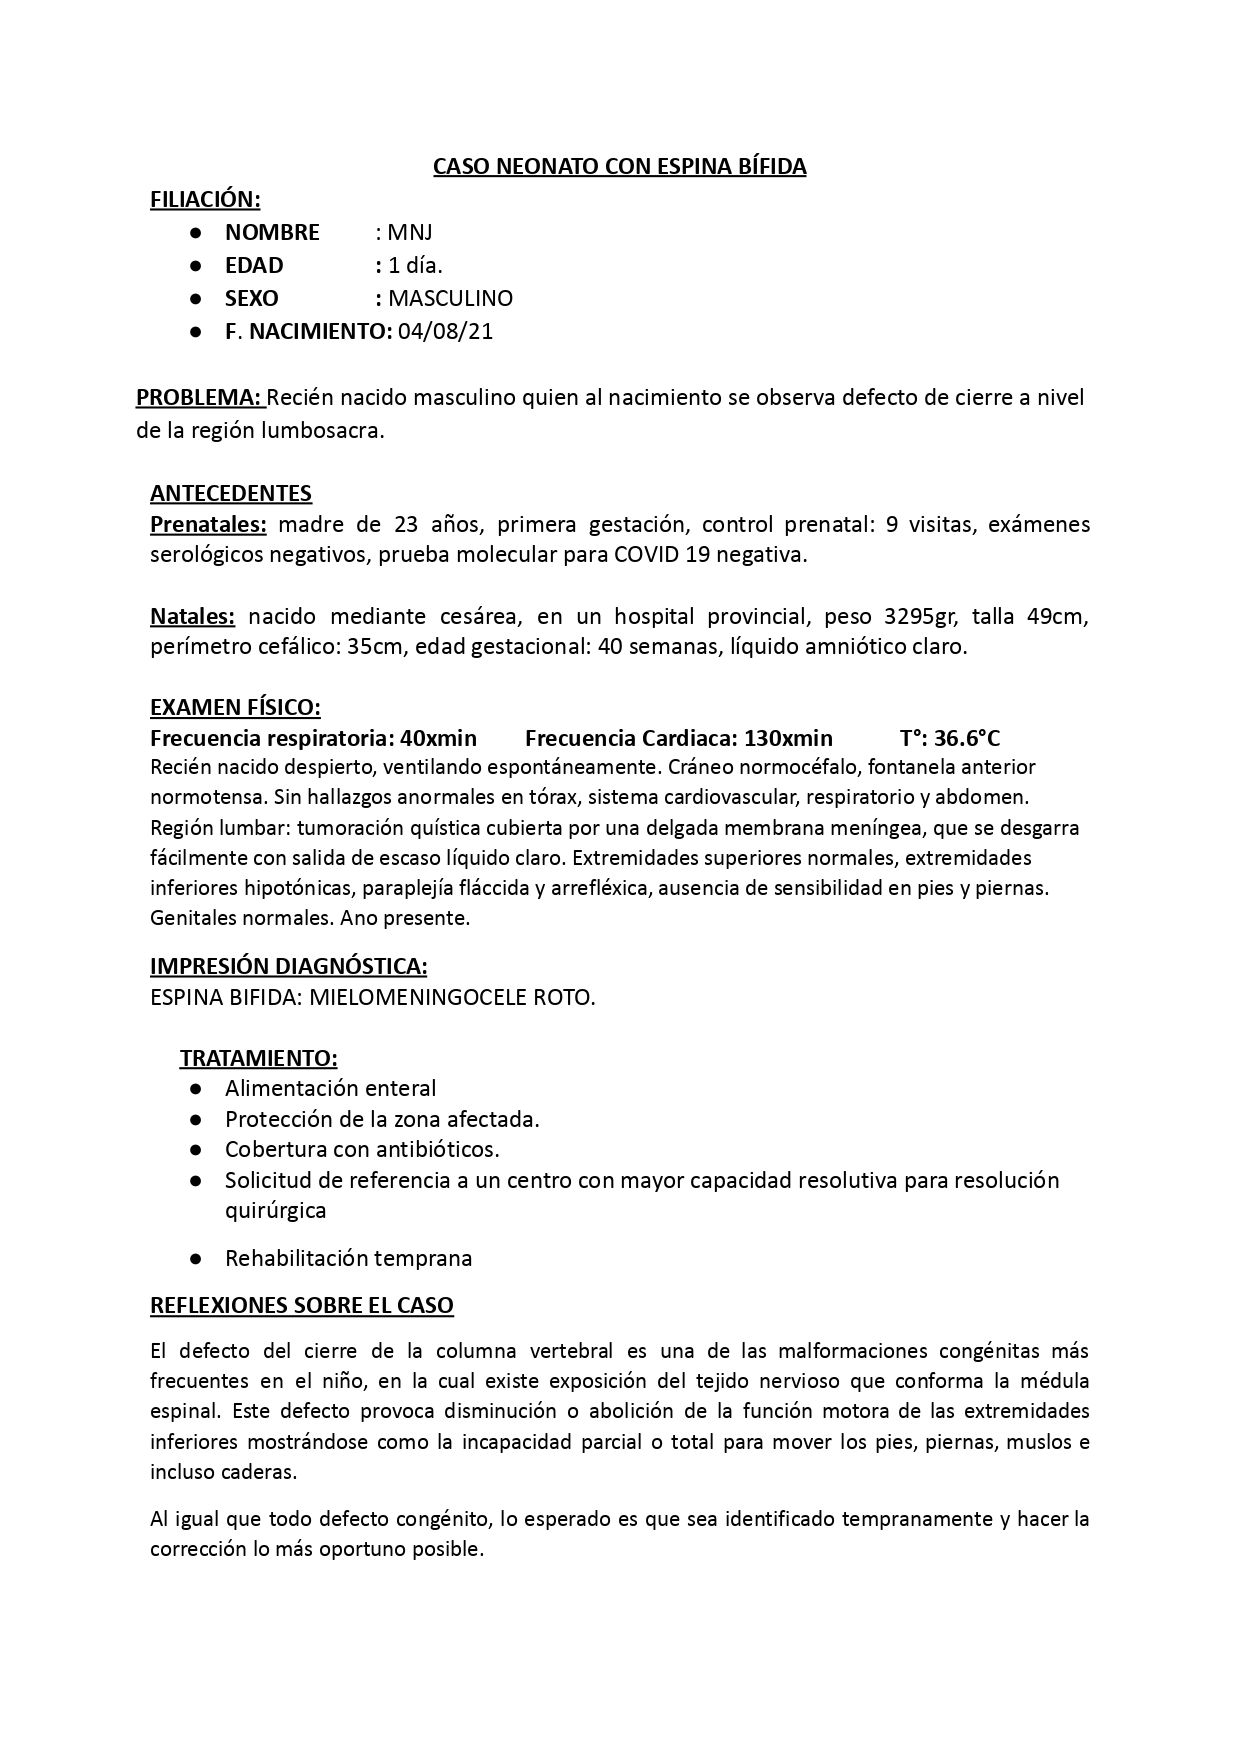 CASO NEONATO CON ESPINA BÍFIDA
FILIACIÓN:
● NOMBRE : MNJ
● EDAD : 1 día.
● SEXO : MASCULINO
● F. NACIMIENTO: 04/08/21
PROBLEMA: Recién nacido masculino quien al nacimiento se observa defecto de cierre a nivel
de la región lumbosacra.
ANTECEDENTES
Prenatales: madre de 23 años, primera gestación, control prenatal: 9 visitas, exámenes
serológicos negativos, prueba molecular para COVID 19 negativa.
Natales: nacido mediante cesárea, en un hospital provincial, peso 3295gr, talla 49cm,
perímetro cefálico: 35cm, edad gestacional: 40 semanas, líquido amniótico claro.
EXAMEN FÍSICO:
Frecuencia respiratoria: 40xmin Frecuencia Cardiaca: 130xmin T°: 36.6°C
Recién nacido despierto, ventilando espontáneamente. Cráneo normocéfalo, fontanela anterior
normotensa. Sin hallazgos anormales en tórax, sistema cardiovascular, respiratorio y abdomen.
Región lumbar: tumoración quística cubierta por una delgada membrana meníngea, que se desgarra
fácilmente con salida de escaso líquido claro. Extremidades superiores normales, extremidades
inferiores hipotónicas, paraplejía fláccida y arrefléxica, ausencia de sensibilidad en pies y piernas.
Genitales normales. Ano presente.
IMPRESIÓN DIAGNÓSTICA:
ESPINA BIFIDA: MIELOMENINGOCELE ROTO.
TRATAMIENTO:
● Alimentación enteral
● Protección de la zona afectada.
● Cobertura con antibióticos.
● Solicitud de referencia a un centro con mayor capacidad resolutiva para resolución
quirúrgica
● Rehabilitación temprana
REFLEXIONES SOBRE EL CASO
El defecto del cierre de la columna vertebral es una de las malformaciones congénitas más
frecuentes en el niño, en la cual existe exposición del tejido nervioso que conforma la médula
espinal. Este defecto provoca disminución o abolición de la función motora de las extremidades
inferiores mostrándose como la incapacidad parcial o total para mover los pies, piernas, muslos e
incluso caderas.
Al igual que todo defecto congénito, lo esperado es que sea identificado tempranamente y hacer la
corrección lo más oportuno posible.